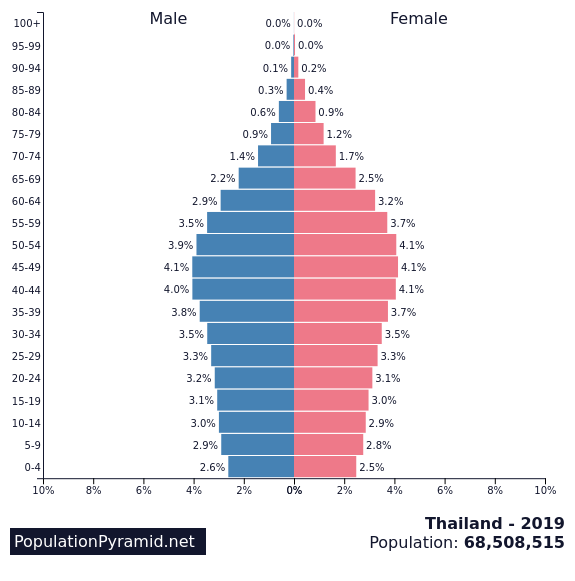 Male Female
100+ 0.0% 0.0%
95-99 0.0% 0.0%
90-94 0.1% 0.2%
85-89 0.3% 0.4%
80-84 0.6% 0.9%
75-79 0.9% 1.2%
70-74 1.4% 1.7%
65-69 2.2% 2.5%
60-64 2.9% 3.2%
55-59 3.5% 3.7%
50-54 3.9% 4.1%
45-49 4.1% 4.1%
40-44 4.0% 4.1%
35-39 3.8% 3.7%
30-34 3.5% 3.5%
25-29 3.3% 3.3%
20-24 3.2% 3.1%
15-19 3.1% 3.0%
10-14 3.0% 2.9%
5-9 2.9% 2.8%
0-4 2.6% 2.5%
10% 8% 6% 4% 2% 0% 2% 4% 6% 8% 10%
Thailand - 2019
PopulationPyramid.net Population: 68,508,515